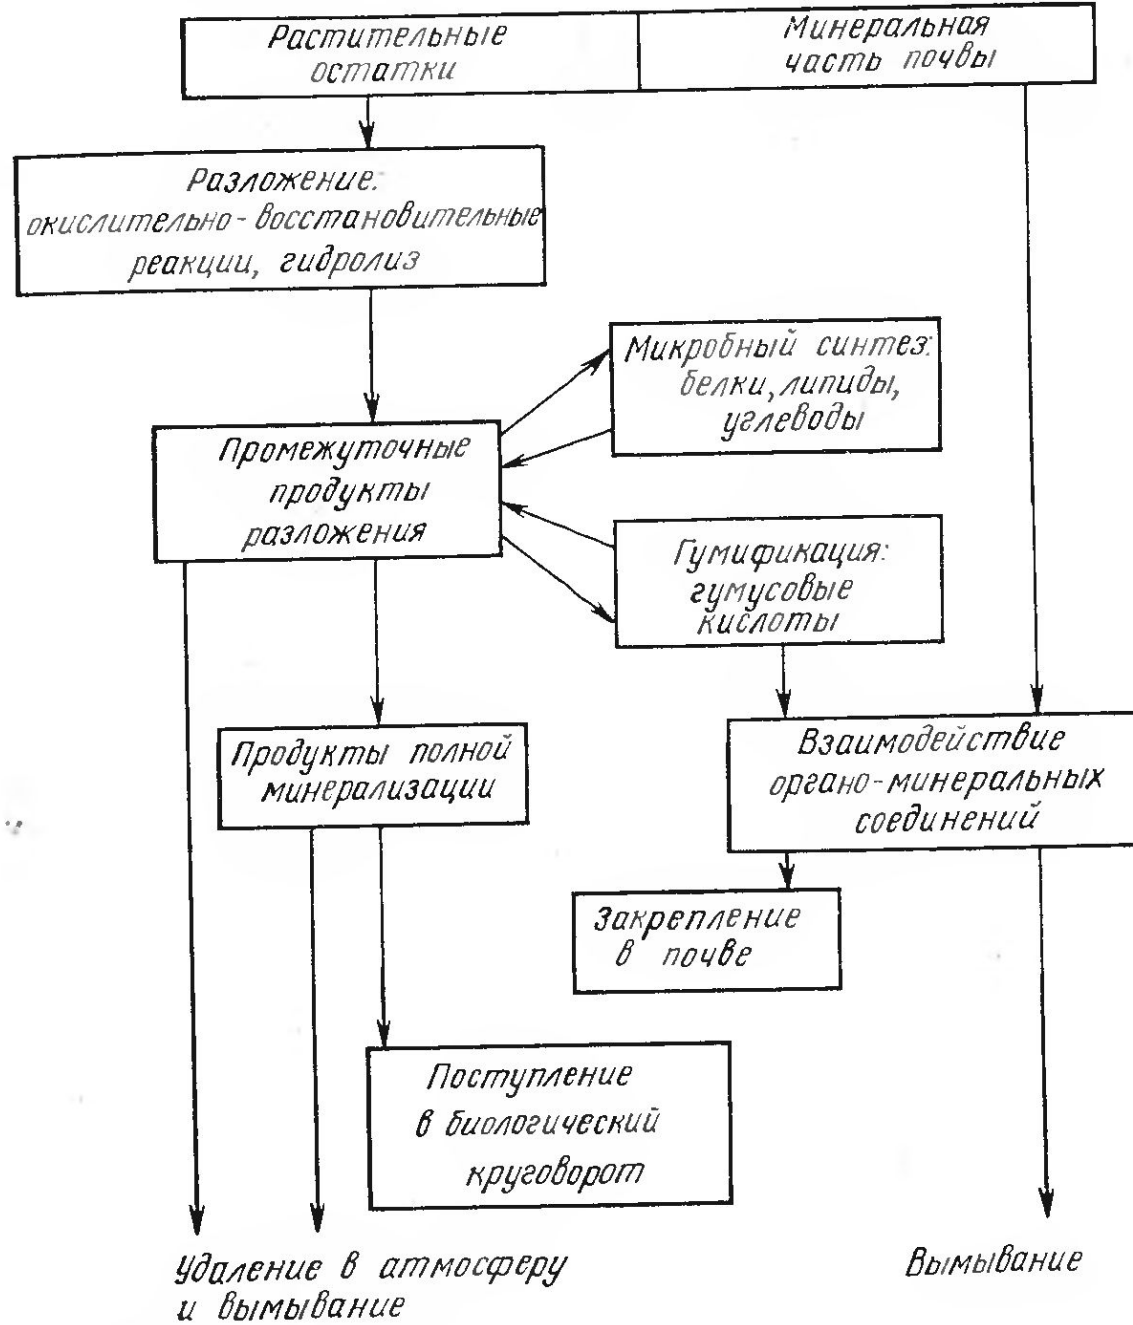 Растительные
остатки
Минеральная
часть почвы
Разложение:
окислительно-восстановительные
реакции, гидролиз
Микробный синтез:
белки, липиды,
углеводы
Промежуточные
продукты
разложения
Гумификация:
гумусовые
кислоты
Продукты полной
минерализации
Взаимодействие
органо-минеральных
соединений
Закрепление
в почве
Поступление
в биологический
круговорот
Удаление в атмосферу
и вымывание
Вымывание